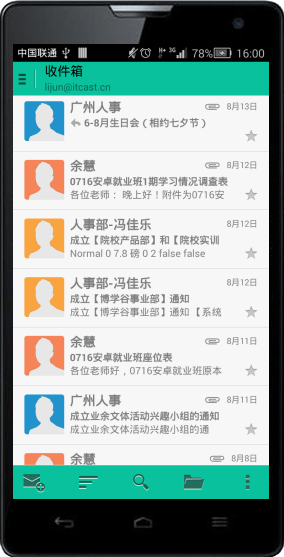 中国联通 78% 16:00
收件箱
lijun@itcast.cn
广州人事 8月13日
6-8月生日会（相约七夕节）
余慧 8月12日
0716安卓就业班1期学习情况调查表
各位老师： 晚上好！附件为0716安
人事部-冯佳乐 8月12日
成立【院校产品部】和【院校实训
Normal 0 7.8 磅 0 2 false false
人事部-冯佳乐 8月12日
成立【博学谷事业部】通知
成立【博学谷事业部】通知 【系统
余慧 8月11日
0716安卓就业班座位表
各位老师好，0716安卓就业班原本
广州人事 8月11日
成立业余文体活动兴趣小组的通知
成立业余文体活动兴趣小组的通
余慧 8月8日